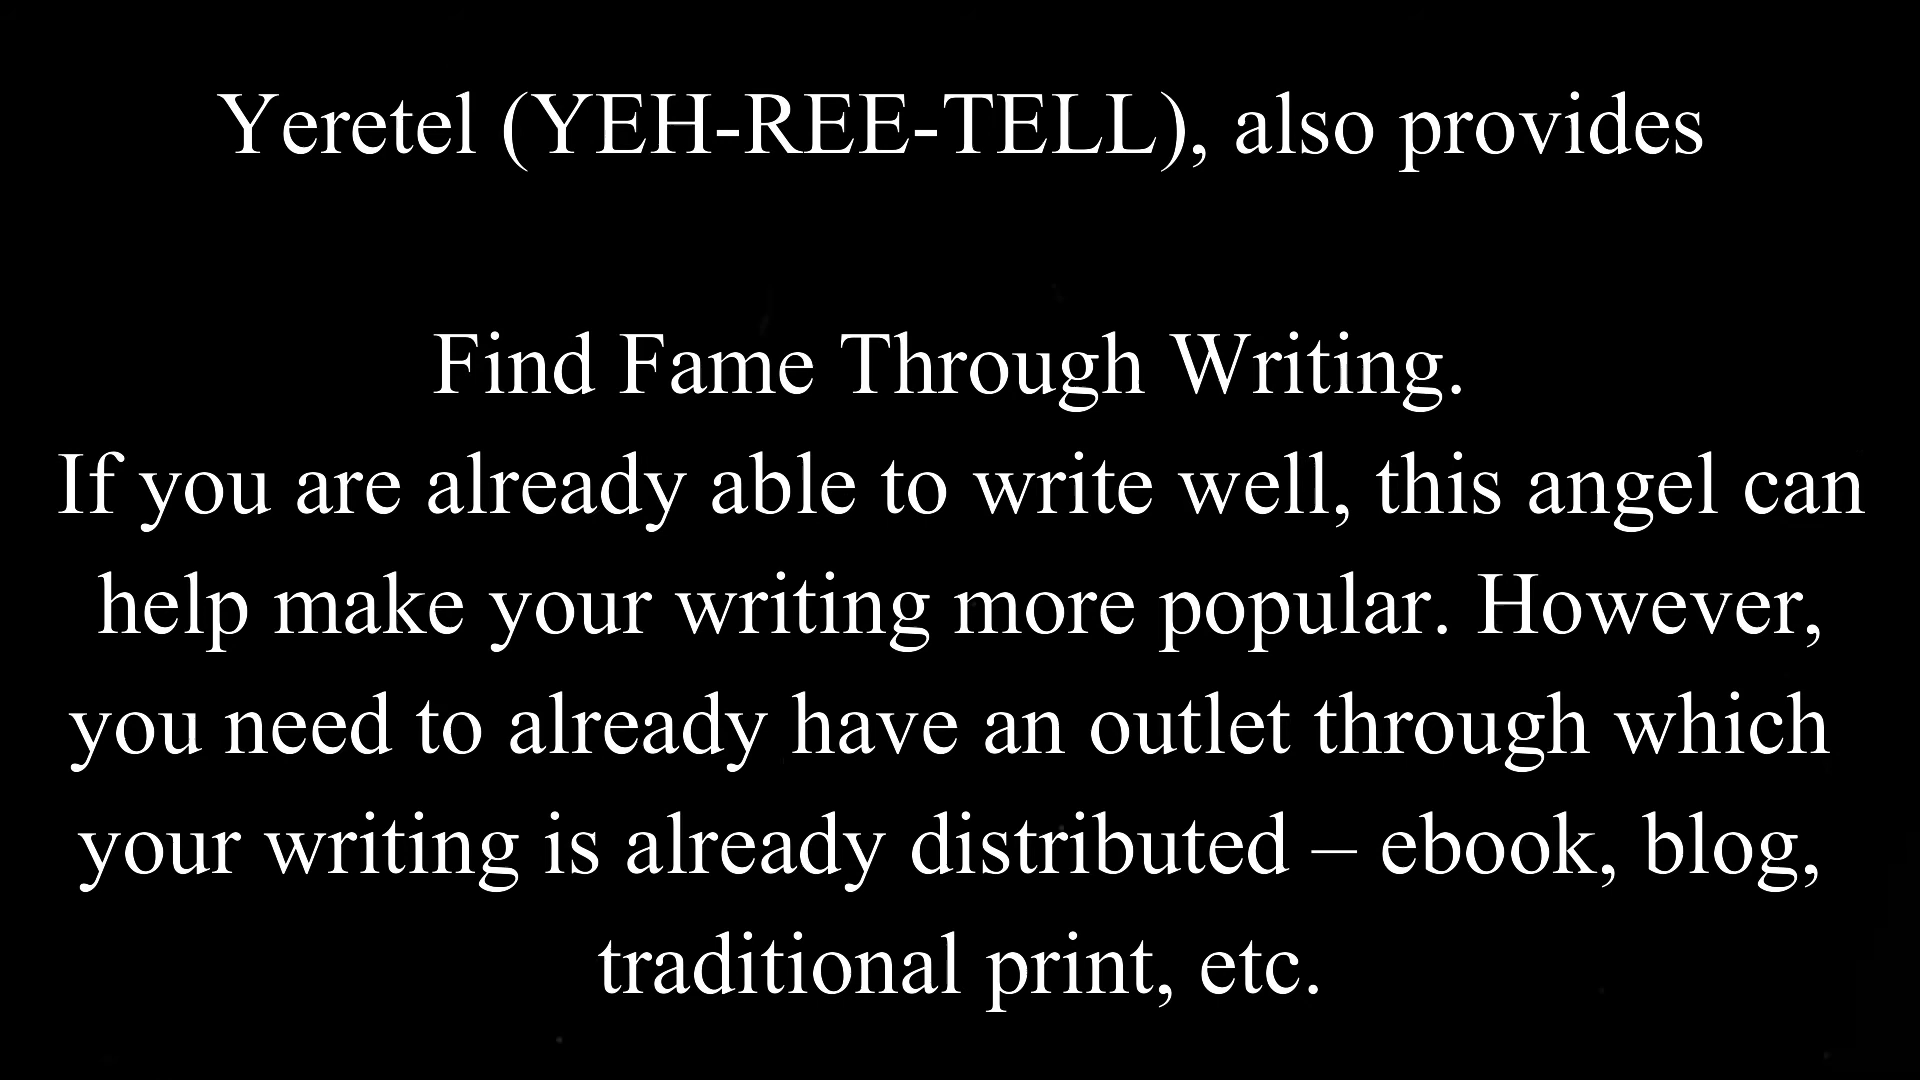 Yeretel (YEH-REE-TELL), also provides
Find Fame Through Writing.
If you are already able to write well, this angel can
help make your writing more popular. However,
you need to already have an outlet through which
your writing is already distributed – ebook, blog,
traditional print, etc.